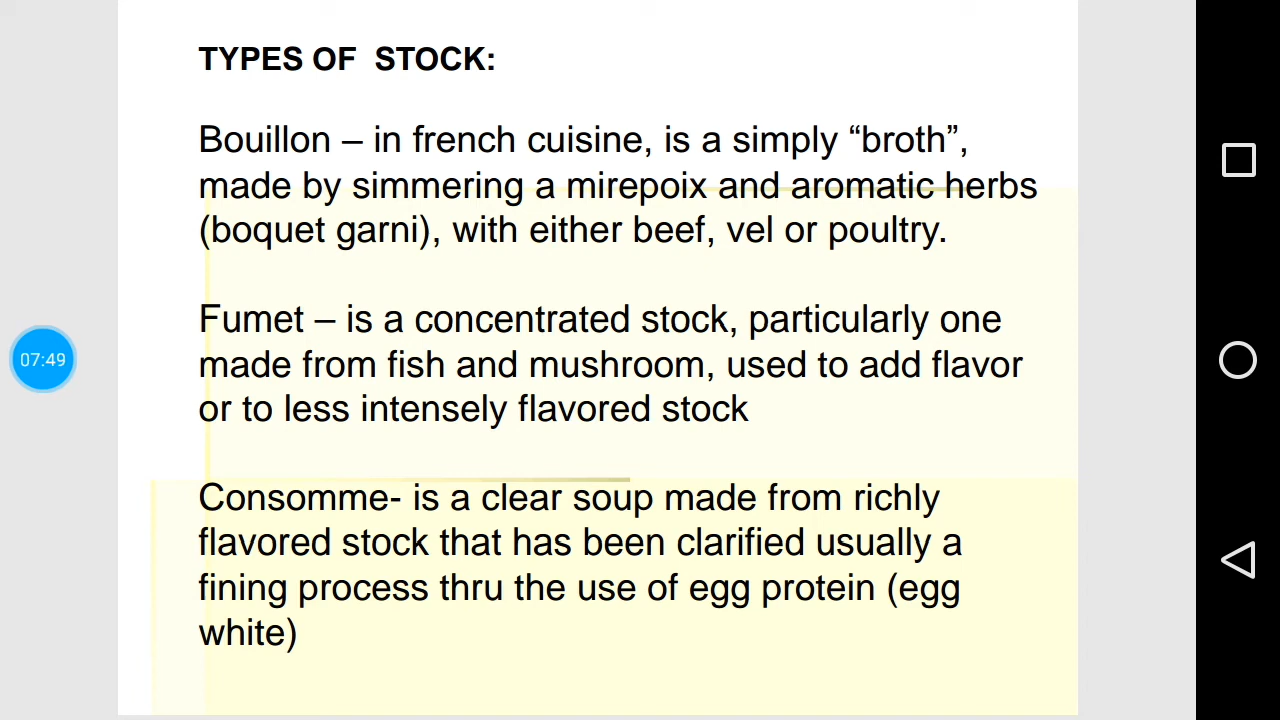 TYPES OF  STOCK:
Bouillon – in french cuisine, is a simply “broth”,
made by simmering a mirepoix and aromatic herbs
(boquet garni), with either beef, vel or poultry.
Fumet – is a concentrated stock, particularly one
made from fish and mushroom, used to add flavor
or to less intensely flavored stock
07:49
Consomme- is a clear soup made from richly
flavored stock that has been clarified usually a
fining process thru the use of egg protein (egg
white)